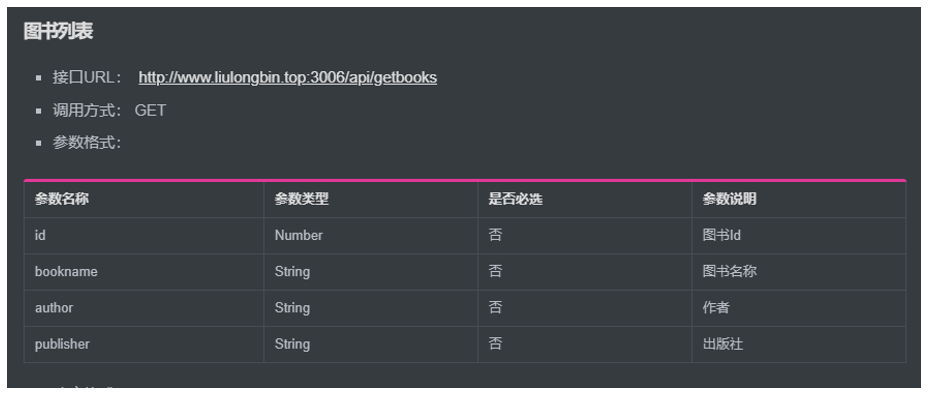 图书列表
接口URL： http://www.liulongbin.top:3006/api/getbooks
调用方式： GET
参数格式：
参数名称 参数类型 是否必选 参数说明
id Number 否 图书Id
bookname String 否 图书名称
author String 否 作者
publisher String 否 出版社